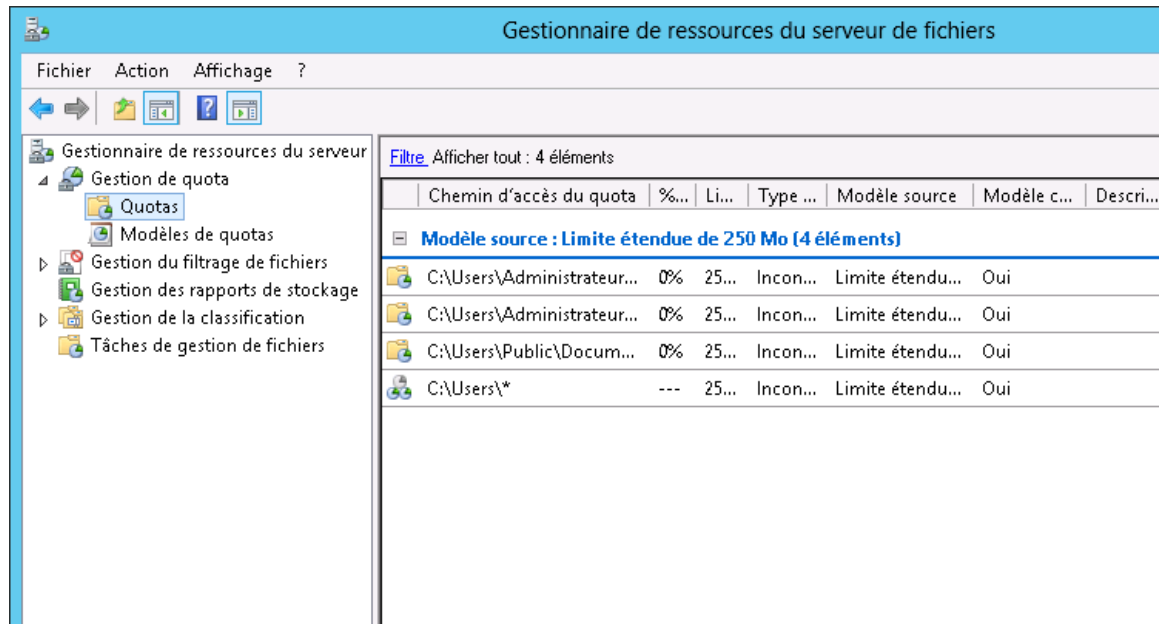 Gestionnaire de ressources du serveur de fichiers
Fichier Action Affichage ?
Gestionnaire de ressources du serveur
Gestion de quota
Quotas
Modèles de quotas
Gestion du filtrage de fichiers
Gestion des rapports de stockage
Gestion de la classification
Tâches de gestion de fichiers
Filtre Afficher tout : 4 éléments
Chemin d'accès du quota %... Li... Type ... Modèle source Modèle c... Descri...
Modèle source : Limite étendue de 250 Mo (4 éléments)
C:\Users\Administrateur... 0% 25... Incon... Limite étendu... Oui
C:\Users\Administrateur... 0% 25... Incon... Limite étendu... Oui
C:\Users\Public\Docum... 0% 25... Incon... Limite étendu... Oui
C:\Users\* --- 25... Incon... Limite étendu... Oui